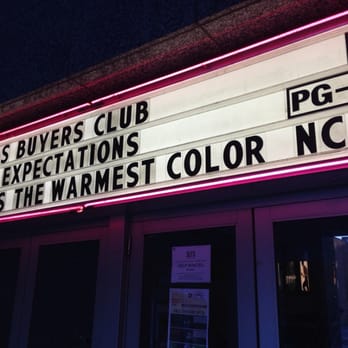 S BUYERS CLUB
EXPECTATIONS PG-
S THE WARMEST COLOR NC